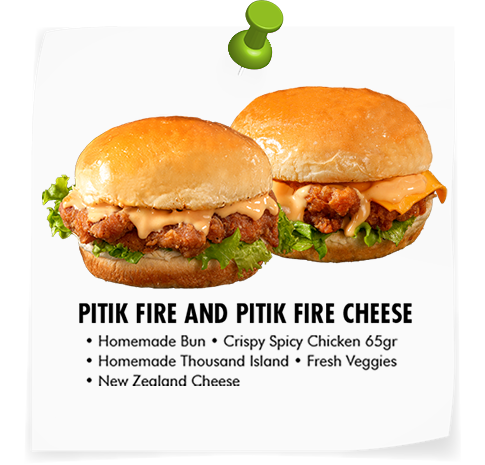 PITIK FIRE AND PITIK FIRE CHEESE
• Homemade Bun • Crispy Spicy Chicken 65gr
• Homemade Thousand Island • Fresh Veggies
• New Zealand Cheese